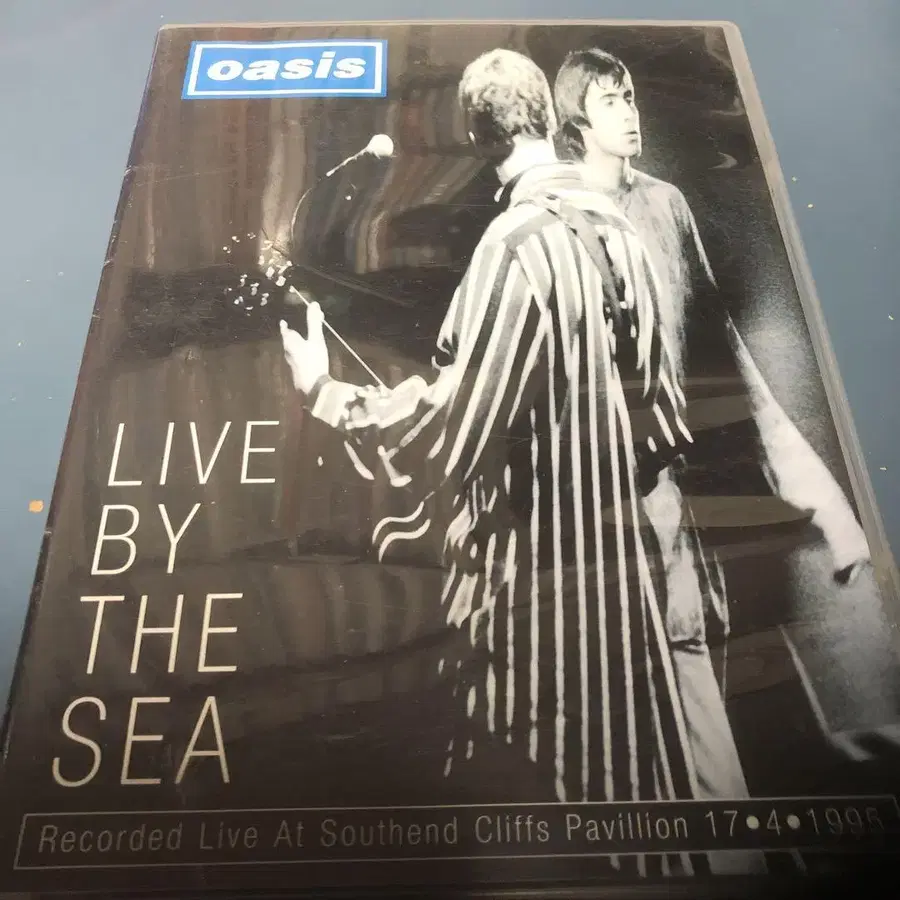 oasis
LIVE
BY
THE
SEA
Recorded Live At Southend Cliffs Pavillion 17•4•1995